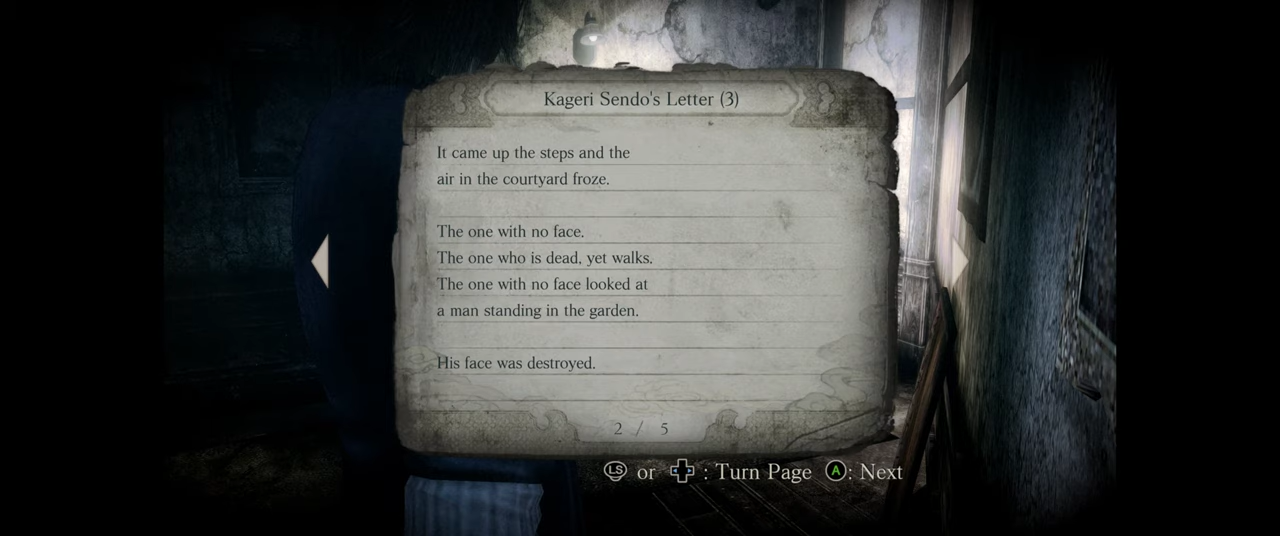 Kageri Sendo's Letter (3)
It came up the steps and the
air in the courtyard froze.
The one with no face.
The one who is dead, yet walks.
The one with no face looked at
a man standing in the garden.
His face was destroyed.
2 / 5
LS or : Turn Page A: Next